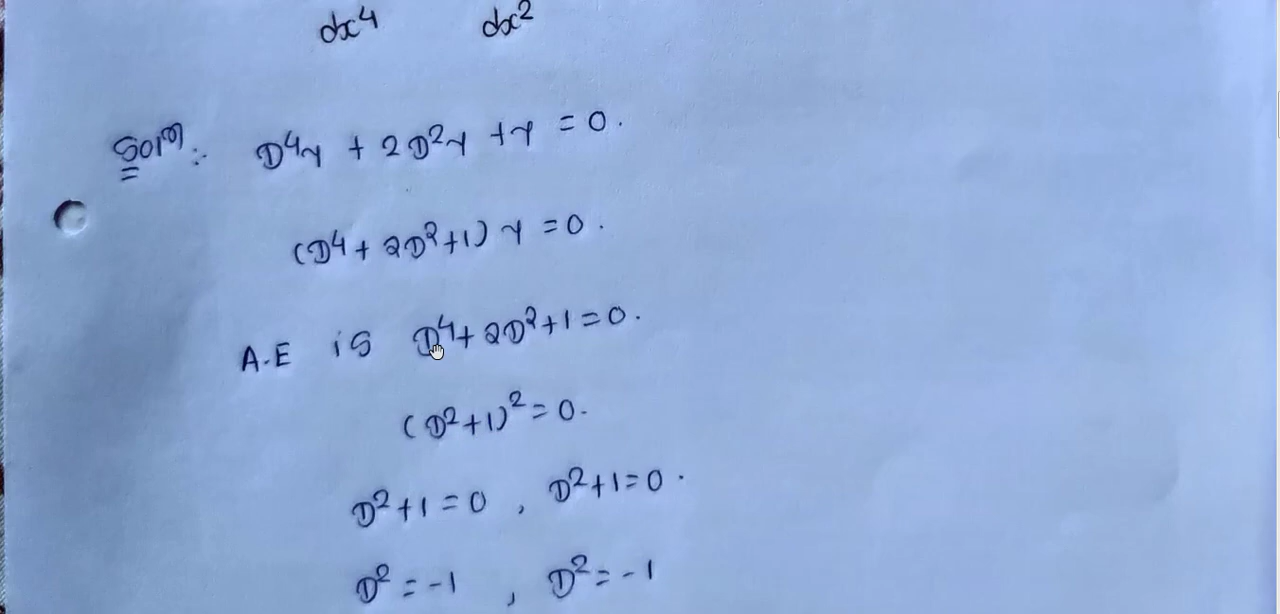 dx⁴ dx²
Soln:- D⁴y + 2D²y + y = 0.
(D⁴ + 2D² + 1) y = 0.
A.E is D⁴ + 2D² + 1 = 0.
(D² + 1)² = 0.
D² + 1 = 0 , D² + 1 = 0.
D² = -1 , D² = -1